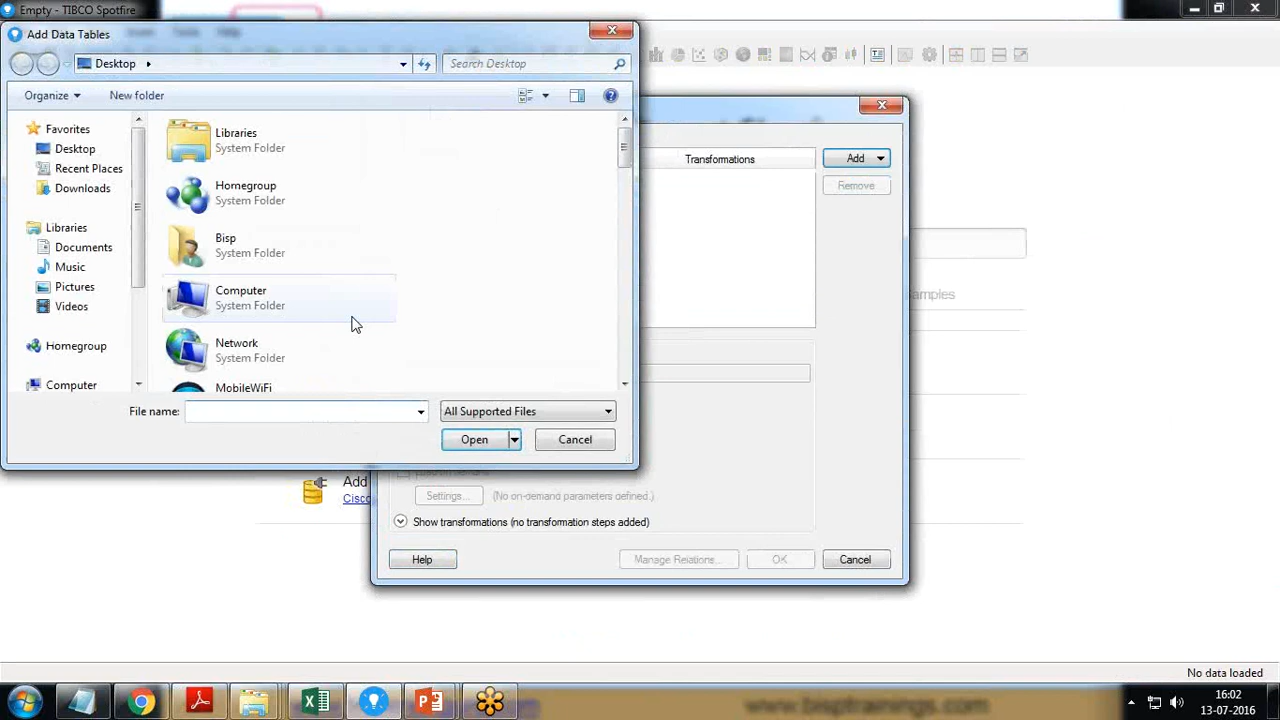 Empty - TIBCO Spotfire
Add Data Tables
Desktop
Search Desktop
Organize
New folder
Favorites
Desktop
Recent Places
Downloads
Libraries
Documents
Music
Pictures
Videos
Homegroup
Computer
Libraries
System Folder
Homegroup
System Folder
Bisp
System Folder
Computer
System Folder
Network
System Folder
MobileWiFi
File name:
All Supported Files
Open
Cancel
Transformations
Add
Remove
Add
Cisco
Settings...
(No on-demand parameters defined.)
Show transformations (no transformation steps added)
Help
Manage Relations...
OK
Cancel
No data loaded
www.bisptrainings.com
16:02
13-07-2016